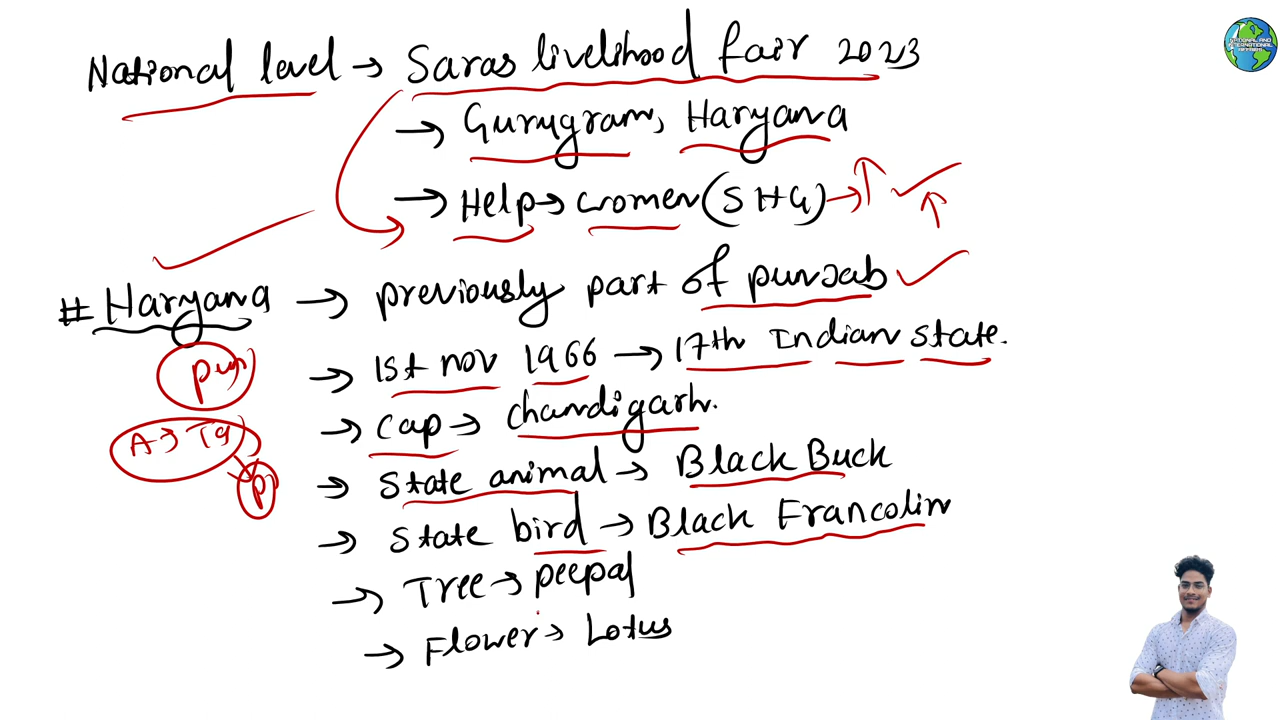 National level → Saras livelihood fair 2023
→ Gurugram, Haryana
→ Help → women (SHG) → ↑ ✓ ↑
# Haryana → previously part of punjab ✓
→ 1st nov 1966 → 17th Indian state.
→ cap → chandigarh.
→ State animal → Black Buck
→ State bird → Black Francolin
→ Tree → peepal
→ Flower → Lotus